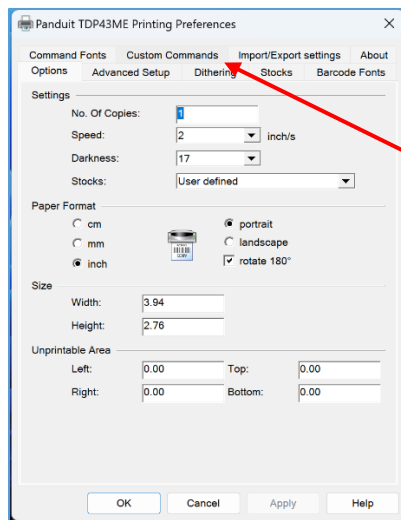 Panduit TDP43ME Printing Preferences
Command Fonts Custom Commands Import/Export settings About
Options Advanced Setup Dithering Stocks Barcode Fonts
Settings
No. Of Copies: 1
Speed: 2 inch/s
Darkness: 17
Stocks: User defined
Paper Format
cm portrait
mm landscape
inch rotate 180°
Size
Width: 3.94
Height: 2.76
Unprintable Area
Left: 0.00 Top: 0.00
Right: 0.00 Bottom: 0.00
OK Cancel Apply Help